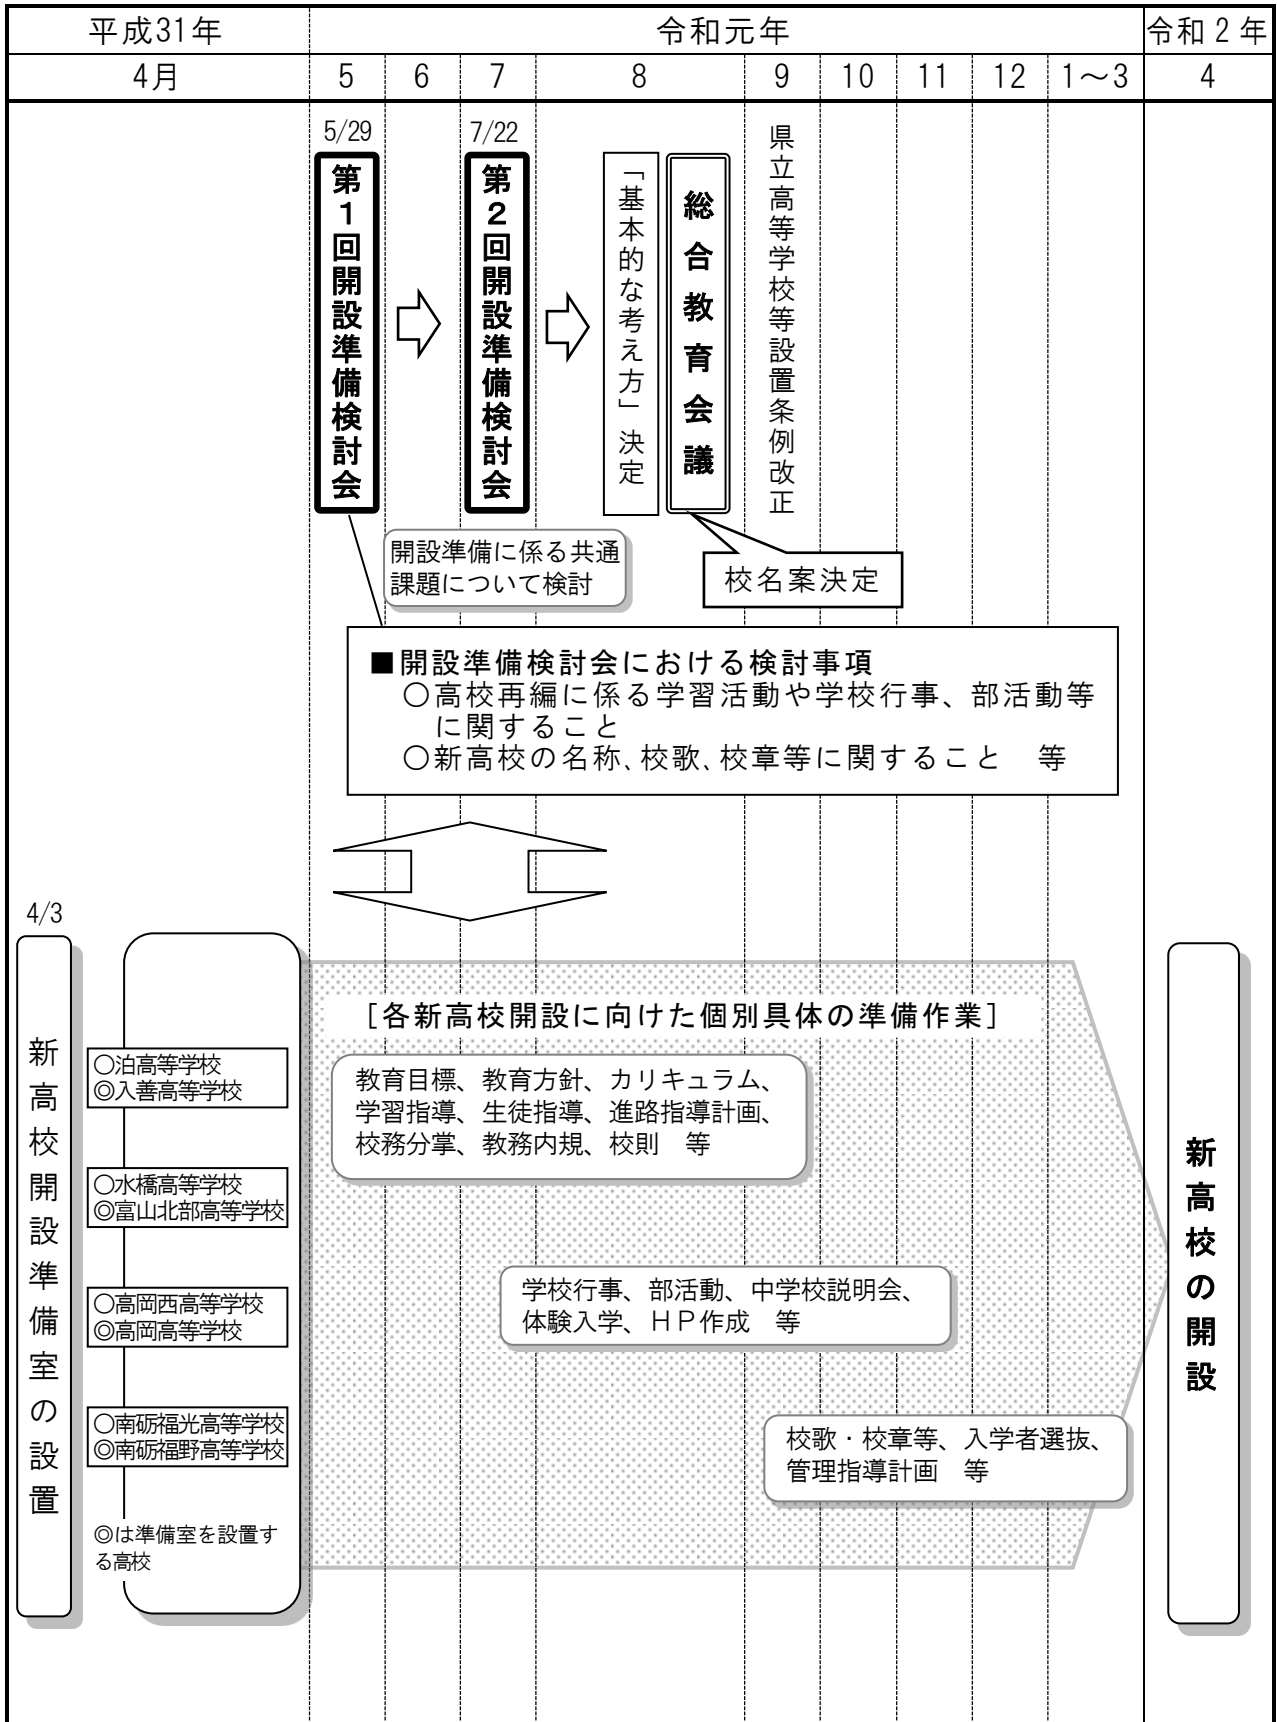 平成31年
令和元年
令和２年
4月
5
6
7
8
9
10
11
12
1～3
4
5/29
7/22
第１回開設準備検討会
第２回開設準備検討会
「基本的な考え方」決定
総合教育会議
県立高等学校等設置条例改正
開設準備に係る共通
課題について検討
校名案決定
■開設準備検討会における検討事項
○高校再編に係る学習活動や学校行事、部活動等
に関すること
○新高校の名称、校歌、校章等に関すること　等
4/3
新高校開設準備室の設置
○泊高等学校
◎入善高等学校
○水橋高等学校
◎富山北部高等学校
○高岡西高等学校
◎高岡高等学校
○南砺福光高等学校
◎南砺福野高等学校
◎は準備室を設置す
る高校
［各新高校開設に向けた個別具体の準備作業］
教育目標、教育方針、カリキュラム、
学習指導、生徒指導、進路指導計画、
校務分掌、教務内規、校則　等
学校行事、部活動、中学校説明会、
体験入学、ＨＰ作成　等
校歌・校章等、入学者選抜、
管理指導計画　等
新高校の開設